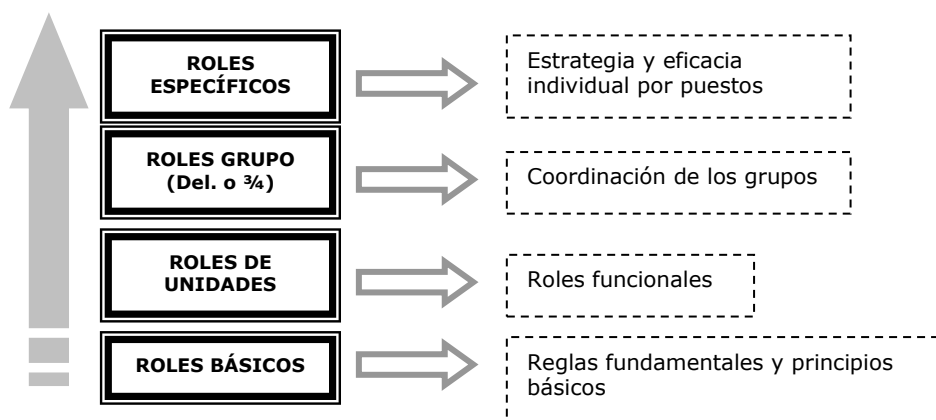 ROLES
ESPECÍFICOS
Estrategia y eficacia
individual por puestos
ROLES GRUPO
(Del. o ¾)
Coordinación de los grupos
ROLES DE
UNIDADES
Roles funcionales
ROLES BÁSICOS
Reglas fundamentales y principios
básicos